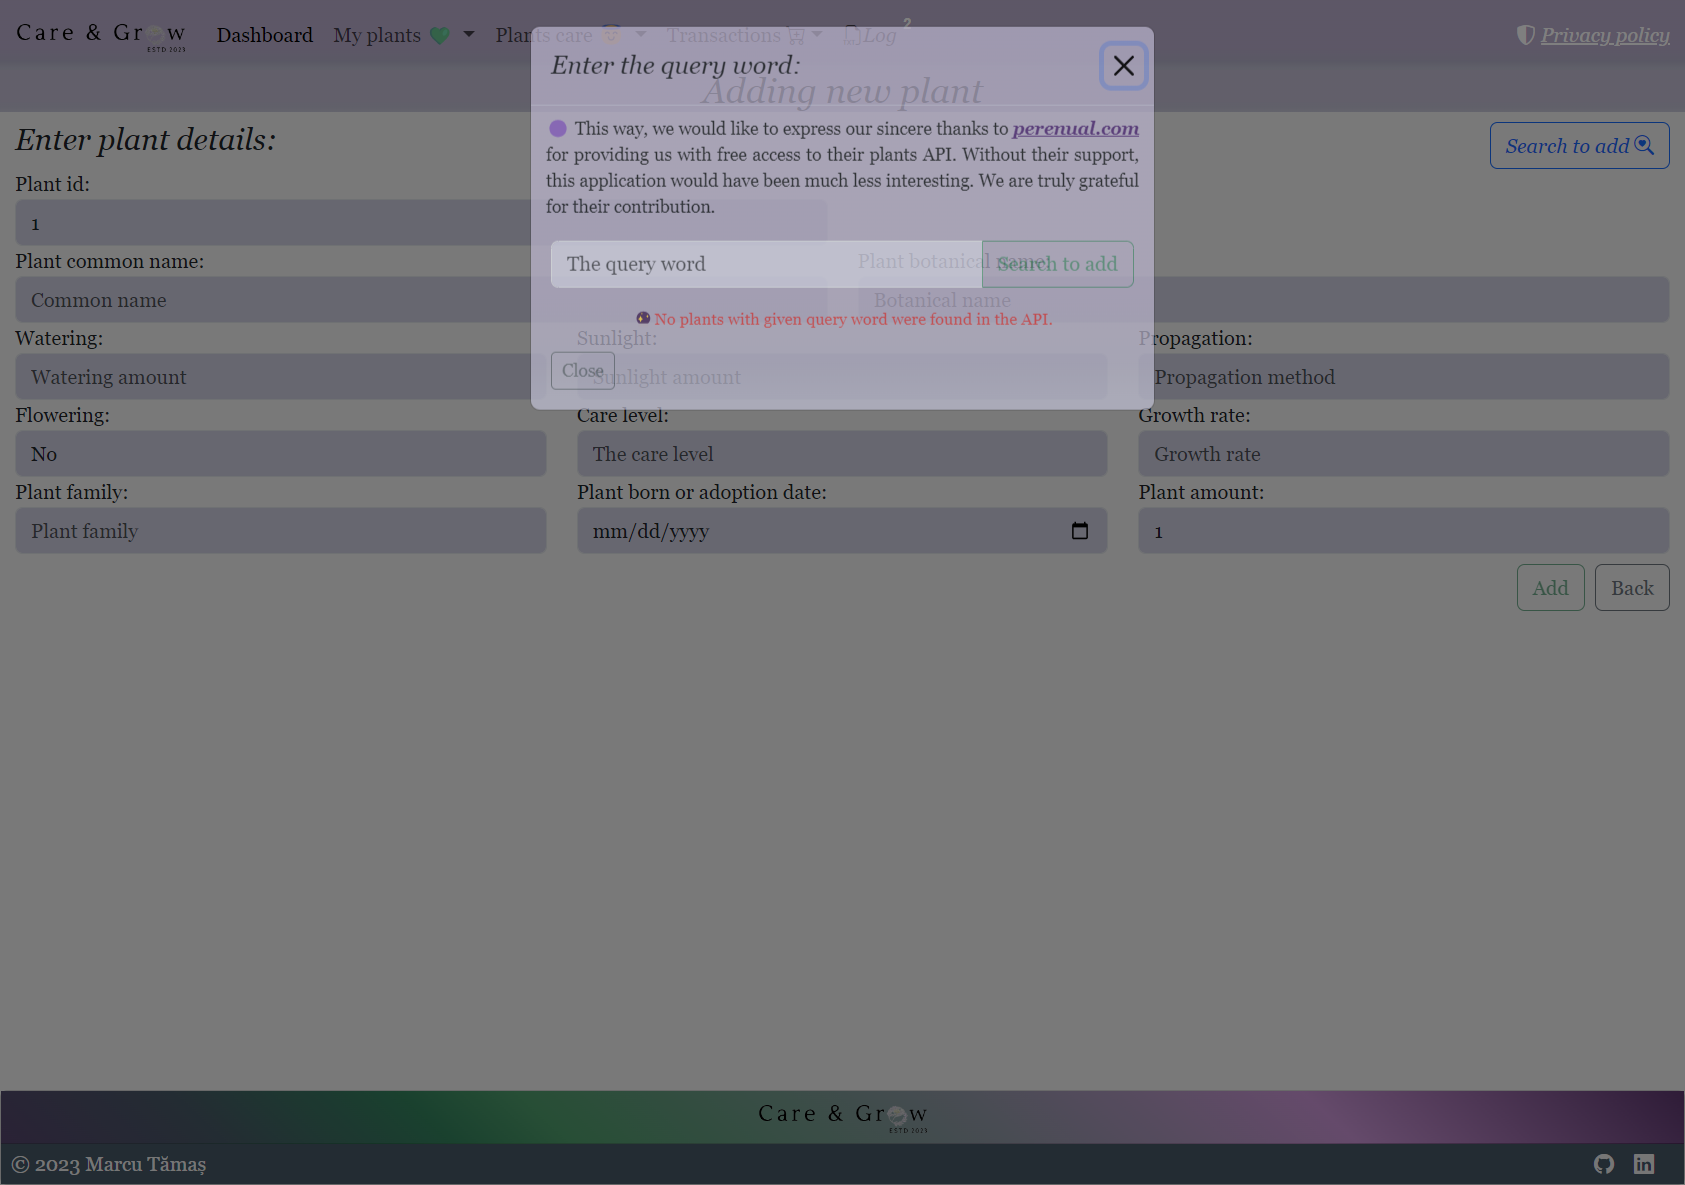 Care & Grow
ESTD 2023
Dashboard
My plants
Plants care
Transactions
Log
2
Privacy policy
Enter the query word:
Adding new plant
This way, we would like to express our sincere thanks to perenual.com
for providing us with free access to their plants API. Without their support,
this application would have been much less interesting. We are truly grateful
for their contribution.
The query word
Search to add
No plants with given query word were found in the API.
Close
Enter plant details:
Search to add
Plant id:
1
Plant common name:
Plant botanical name:
Common name
Botanical name
Watering:
Sunlight:
Propagation:
Watering amount
Sunlight amount
Propagation method
Flowering:
Care level:
Growth rate:
No
The care level
Growth rate
Plant family:
Plant born or adoption date:
Plant amount:
Plant family
mm/dd/yyyy
1
Add
Back
Care & Grow
ESTD 2023
© 2023 Marcu Tămaș
in